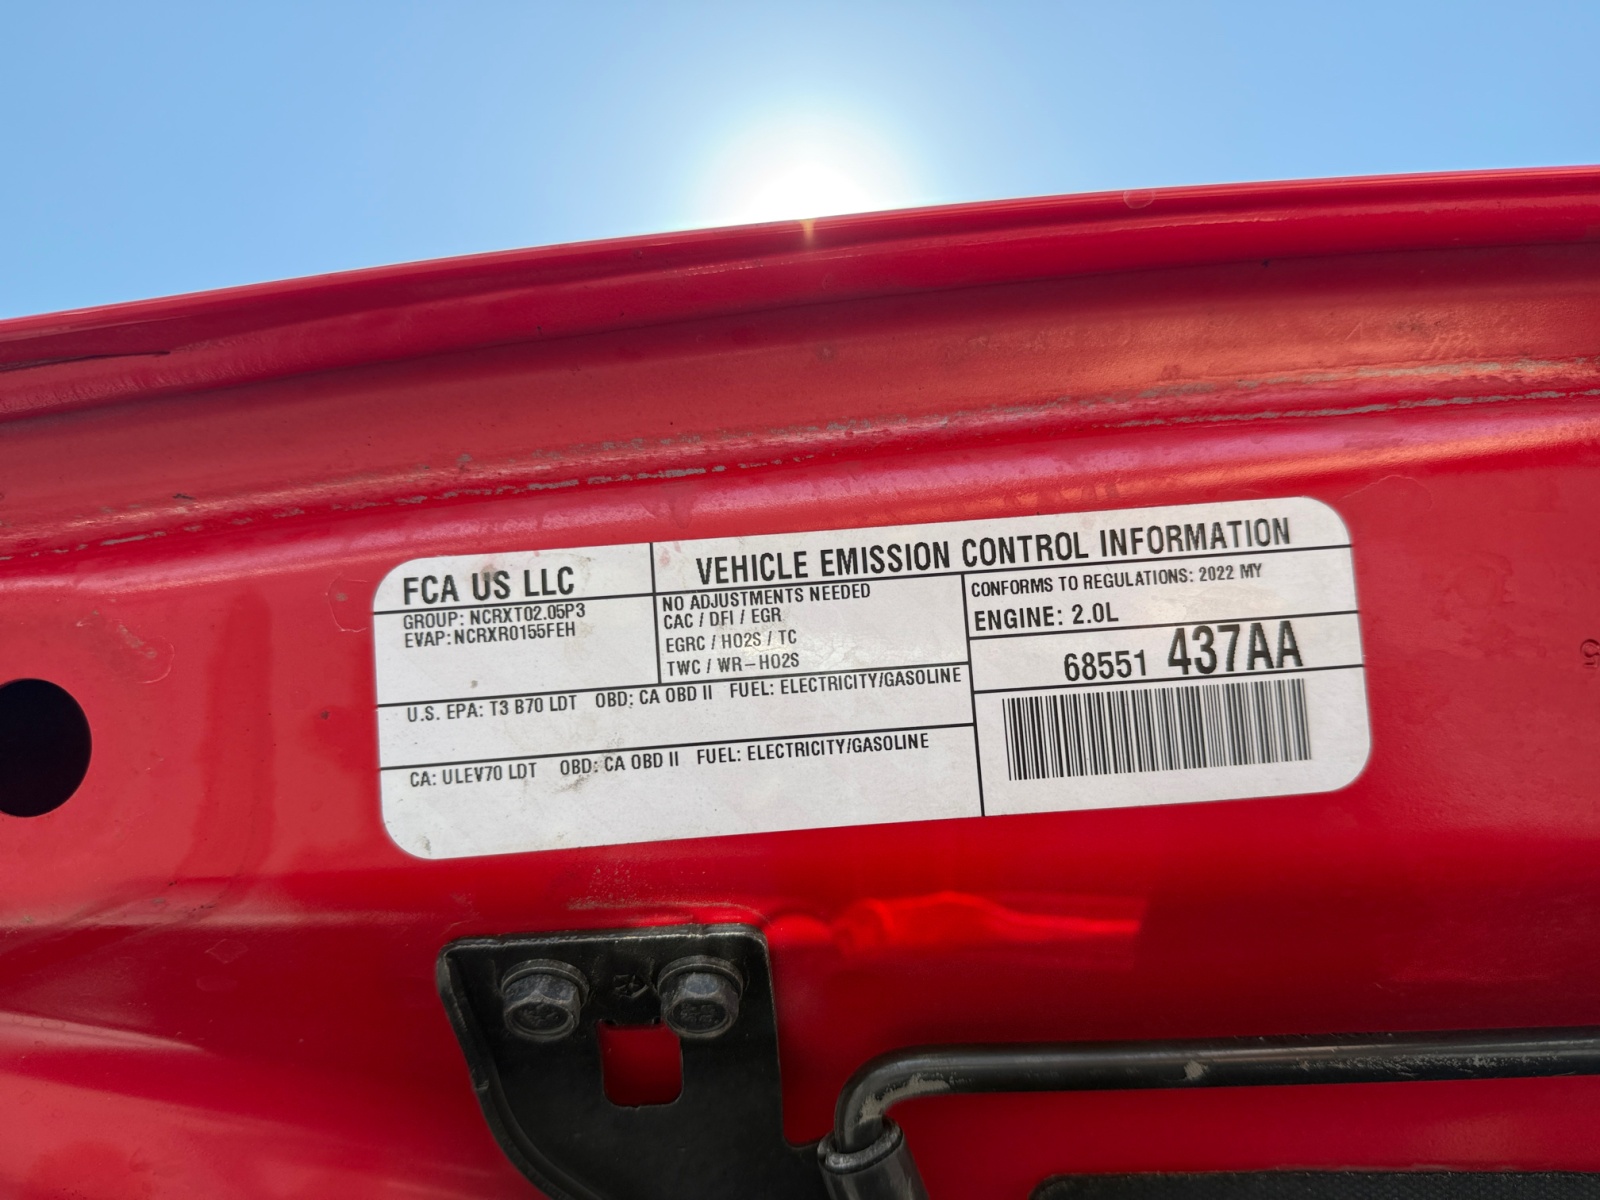 FCA US LLC
VEHICLE EMISSION CONTROL INFORMATION
GROUP: NCRXT02.05P3
EVAP: NCRXR0155FEH
NO ADJUSTMENTS NEEDED
CAC / DFI / EGR
EGRC / HO2S / TC
TWC / WR-HO2S
CONFORMS TO REGULATIONS: 2022 MY
ENGINE: 2.0L
68551 437AA
U.S. EPA: T3 B70 LDT OBD: CA OBD II FUEL: ELECTRICITY/GASOLINE
CA: ULEV70 LDT OBD: CA OBD II FUEL: ELECTRICITY/GASOLINE